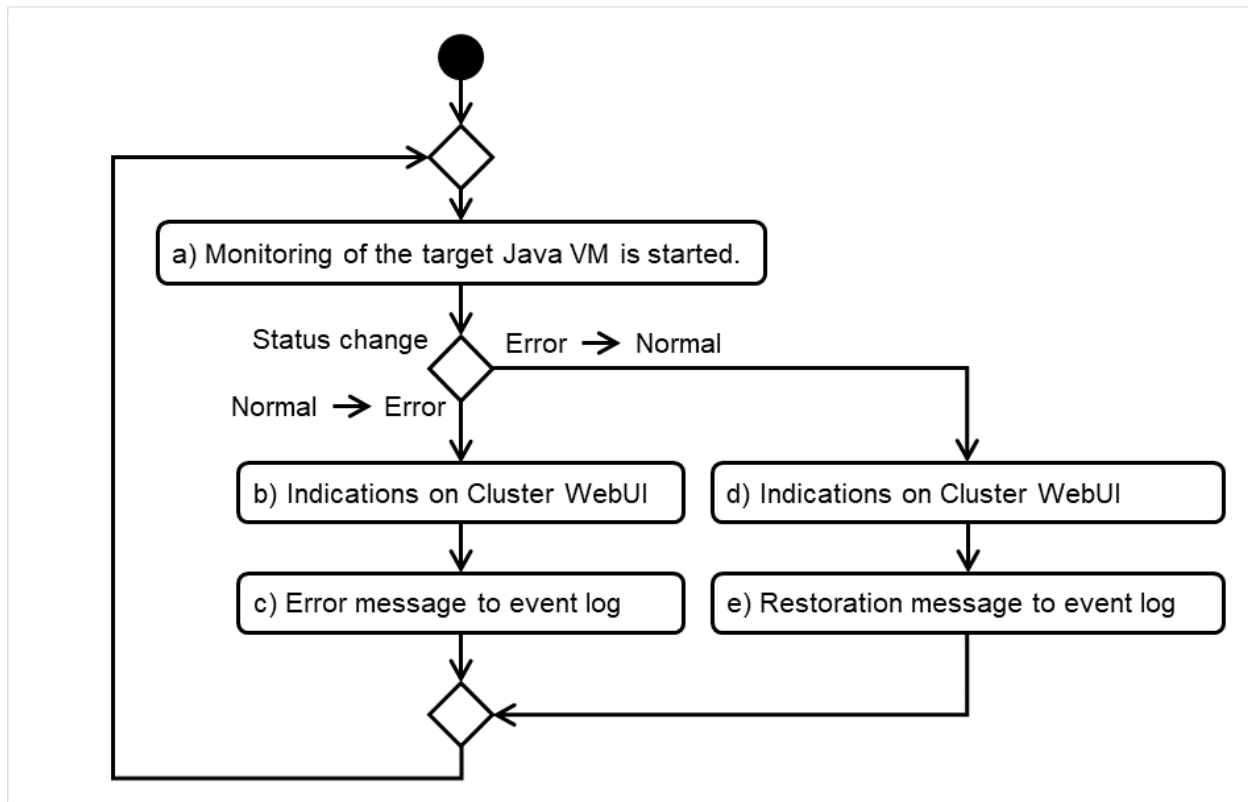 a) Monitoring of the target Java VM is started.
Status change
Error → Normal
Normal → Error
b) Indications on Cluster WebUI
d) Indications on Cluster WebUI
c) Error message to event log
e) Restoration message to event log